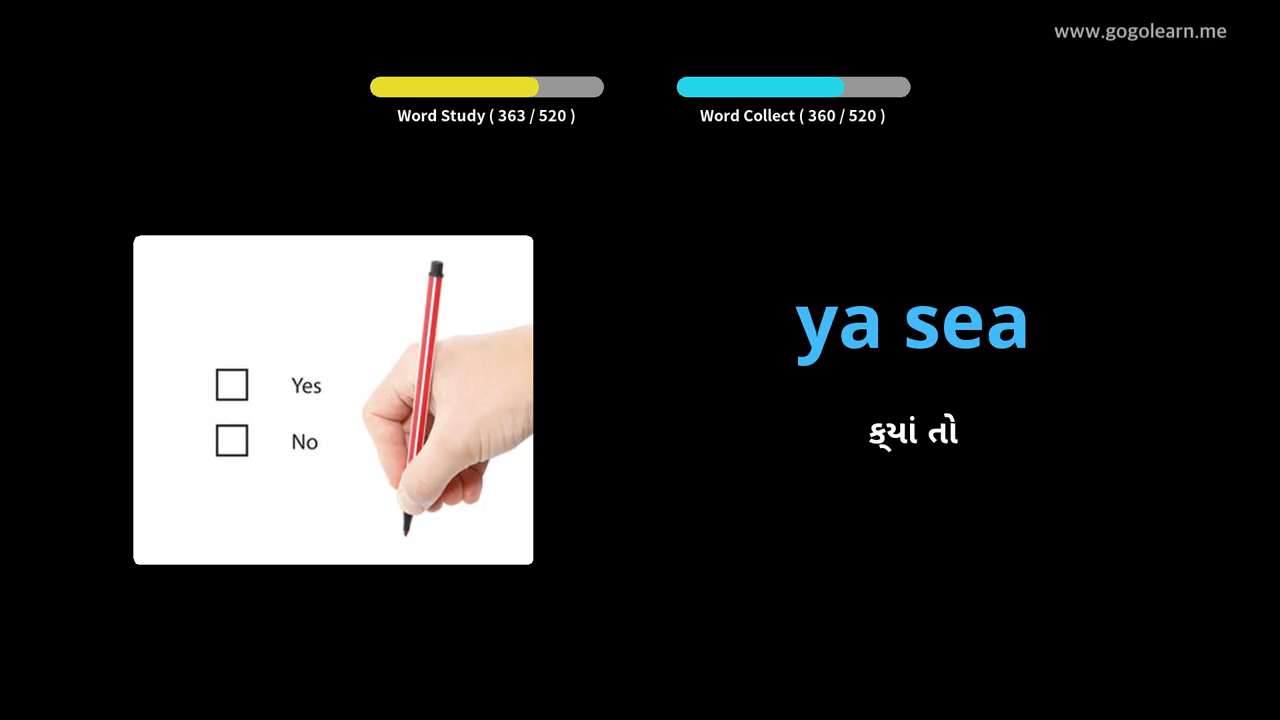 www.gogolearn.me
Word Study ( 363 / 520 )
Word Collect ( 360 / 520 )
Yes
No
ya sea
ક્યાં તો